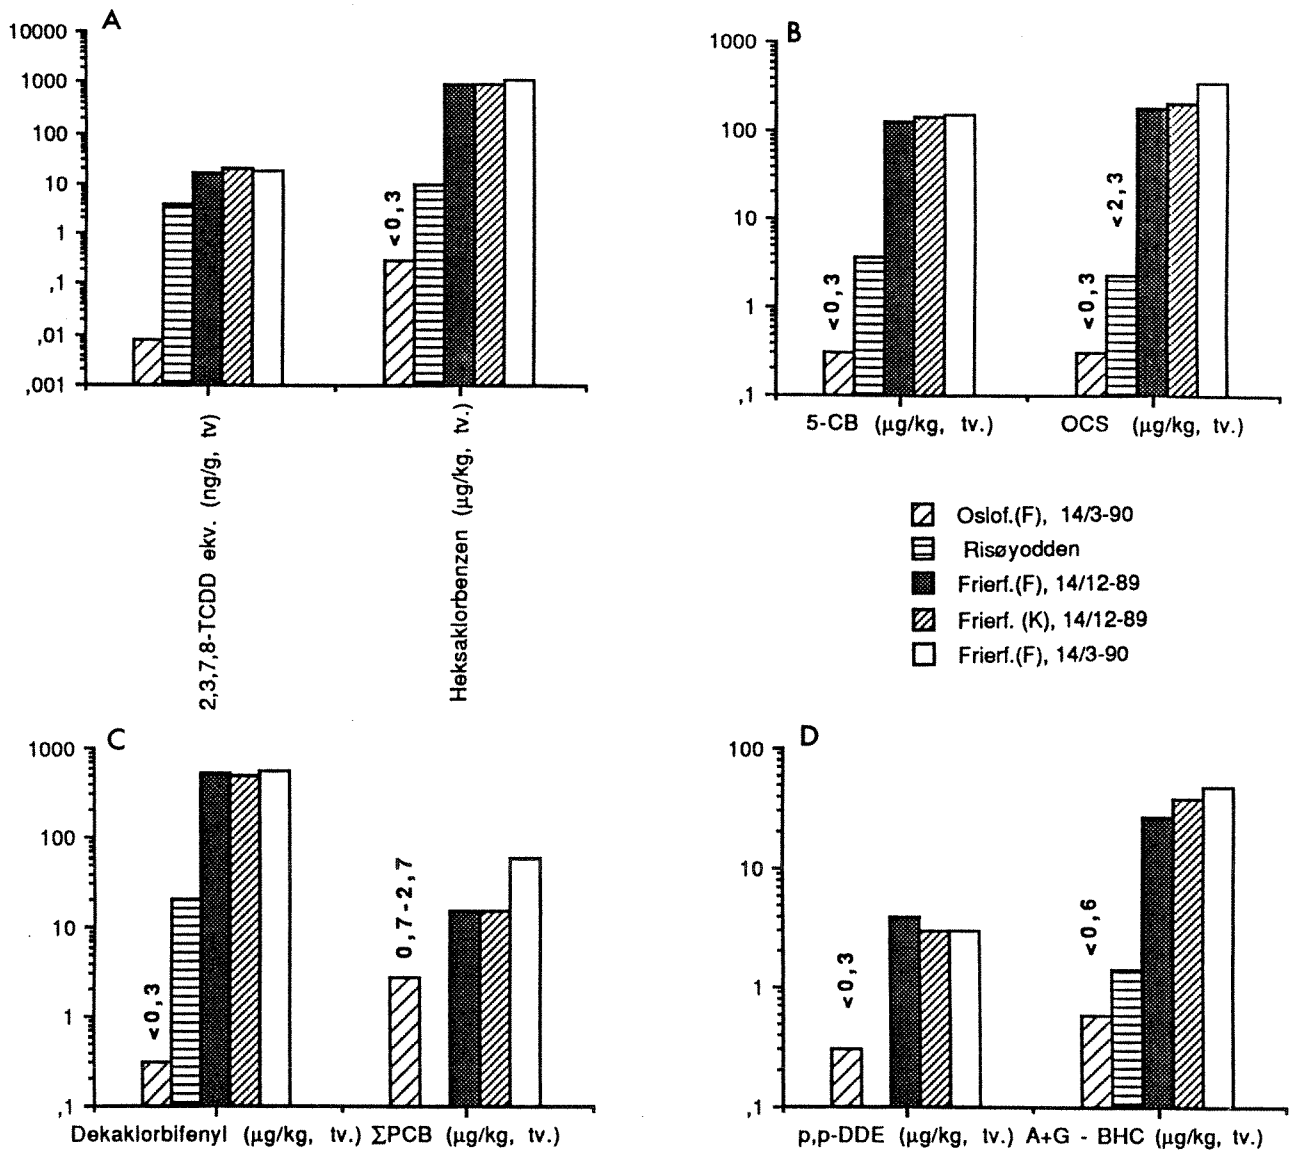 A
10000
1000
100
10
1
,1
,01
,001
<0,3
2,3,7,8-TCDD ekv. (ng/g, tv)
Heksaklorbenzen (µg/kg, tv.)
B
1000
100
10
1
,1
<0,3
<0,3
<2,3
5-CB (µg/kg, tv.)
OCS (µg/kg, tv.)
Oslof.(F), 14/3-90
Risøyodden
Frierf.(F), 14/12-89
Frierf. (K), 14/12-89
Frierf.(F), 14/3-90
C
1000
100
10
1
,1
<0,3
0,7-2,7
Dekaklorbifenyl (µg/kg, tv.)
ΣPCB (µg/kg, tv.)
D
100
10
1
,1
<0,3
<0,6
p,p-DDE (µg/kg, tv.)
A+G - BHC (µg/kg, tv.)